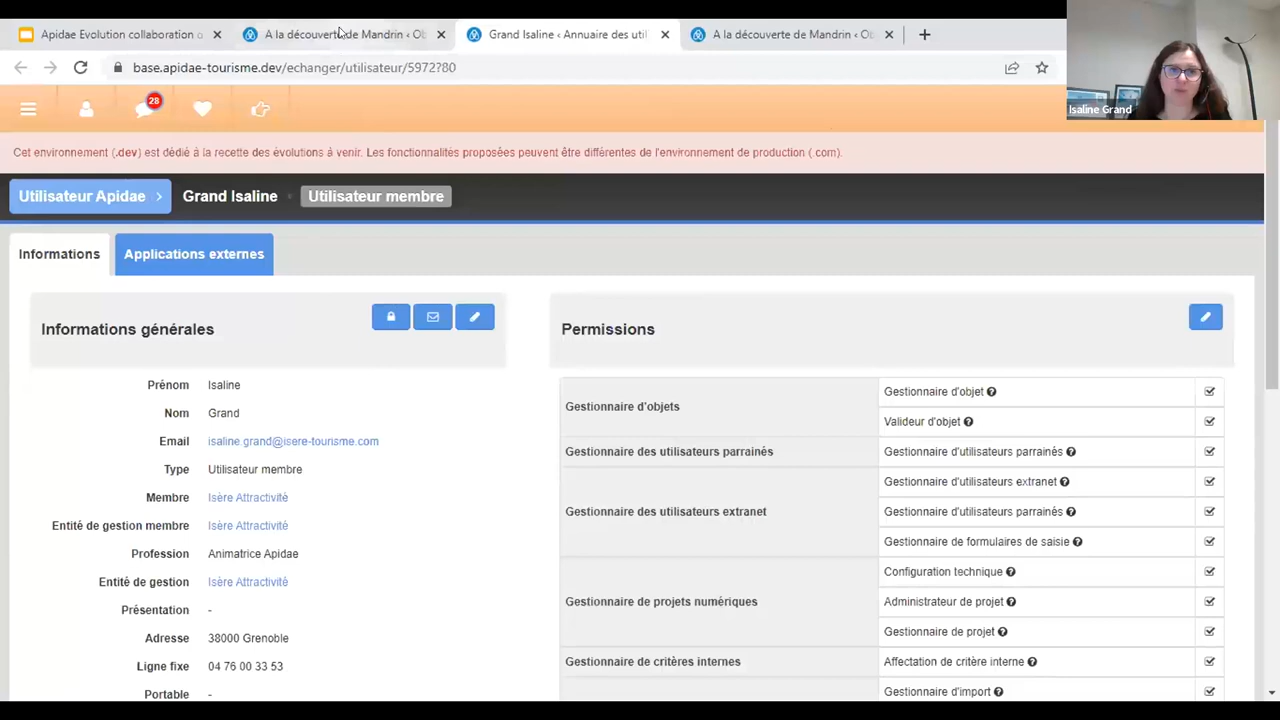 Apidae Evolution collaboration o
A la découverte de Mandrin ‹ Ob
Grand Isaline ‹ Annuaire des util
A la découverte de Mandrin ‹ Ob
base.apidae-tourisme.dev/echanger/utilisateur/5972?80
Isaline Grand
28
Cet environnement (.dev) est dédié à la recette des évolutions à venir. Les fonctionnalités proposées peuvent être différentes de l'environnement de production (.com).
Utilisateur Apidae
Grand Isaline
Utilisateur membre
Informations
Applications externes
Informations générales
Prénom Isaline
Nom Grand
Email isaline.grand@isere-tourisme.com
Type Utilisateur membre
Membre Isère Attractivité
Entité de gestion membre Isère Attractivité
Profession Animatrice Apidae
Entité de gestion Isère Attractivité
Présentation -
Adresse 38000 Grenoble
Ligne fixe 04 76 00 33 53
Portable -
Permissions
Gestionnaire d'objets
Gestionnaire d'objet
Valideur d'objet
Gestionnaire des utilisateurs parrainés
Gestionnaire d'utilisateurs parrainés
Gestionnaire des utilisateurs extranet
Gestionnaire d'utilisateurs extranet
Gestionnaire d'utilisateurs parrainés
Gestionnaire de formulaires de saisie
Gestionnaire de projets numériques
Configuration technique
Administrateur de projet
Gestionnaire de projet
Gestionnaire de critères internes
Affectation de critère interne
Gestionnaire d'import